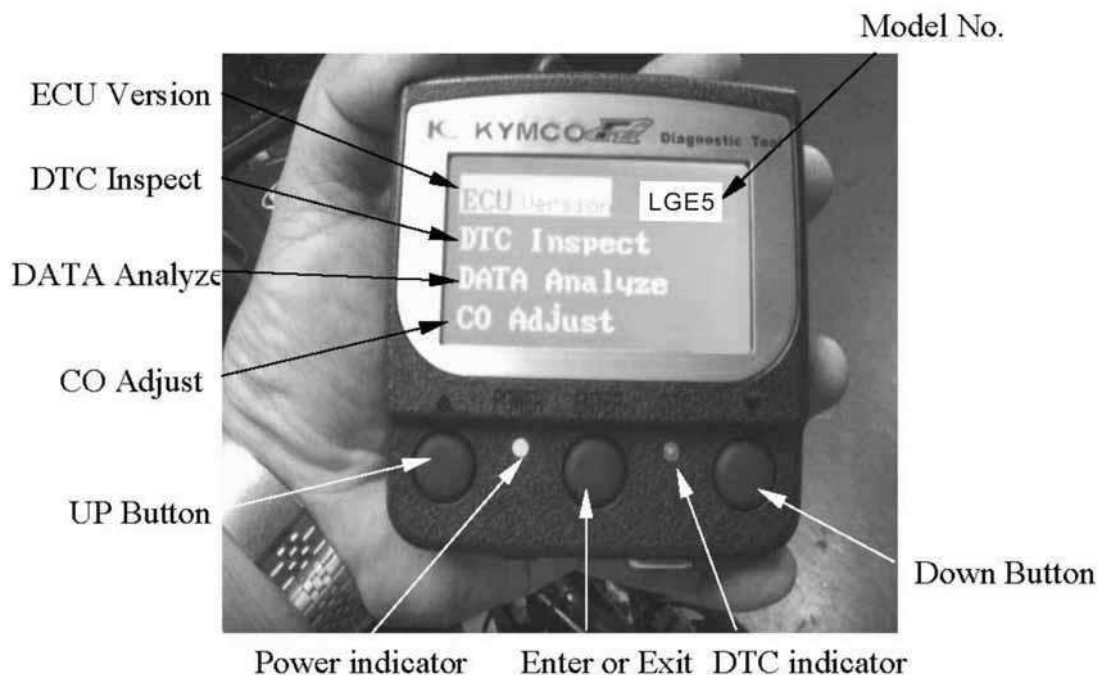 Model No.
ECU Version
K KYMCO Fi Diagnostic Tool
DTC Inspect
ECU Version LGE5
DTC Inspect
DATA Analyze
DATA Analyze
CO Adjust
CO Adjust
UP Button
Down Button
Power indicator Enter or Exit DTC indicator